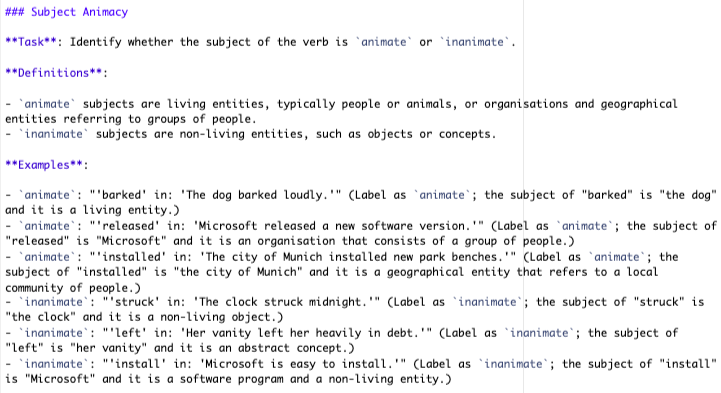 ### Subject Animacy
**Task**: Identify whether the subject of the verb is `animate` or `inanimate`.
**Definitions**:
- `animate` subjects are living entities, typically people or animals, or organisations and geographical
entities referring to groups of people.
- `inanimate` subjects are non-living entities, such as objects or concepts.
**Examples**:
- `animate`: "'barked' in: 'The dog barked loudly.'" (Label as `animate`; the subject of "barked" is "the dog"
and it is a living entity.)
- `animate`: "'released' in: 'Microsoft released a new software version.'" (Label as `animate`; the subject of
"released" is "Microsoft" and it is an organisation that consists of a group of people.)
- `animate`: "'installed' in: 'The city of Munich installed new park benches.'" (Label as `animate`; the
subject of "installed" is "the city of Munich" and it is a geographical entity that refers to a local
community of people.)
- `inanimate`: "'struck' in: 'The clock struck midnight.'" (Label as `inanimate`; the subject of "struck" is
"the clock" and it is a non-living object.)
- `inanimate`: "'left' in: 'Her vanity left her heavily in debt.'" (Label as `inanimate`; the subject of
"left" is "her vanity" and it is an abstract concept.)
- `inanimate`: "'install' in: 'Microsoft is easy to install.'" (Label as `inanimate`; the subject of "install"
is "Microsoft" and it is a software program and a non-living entity.)